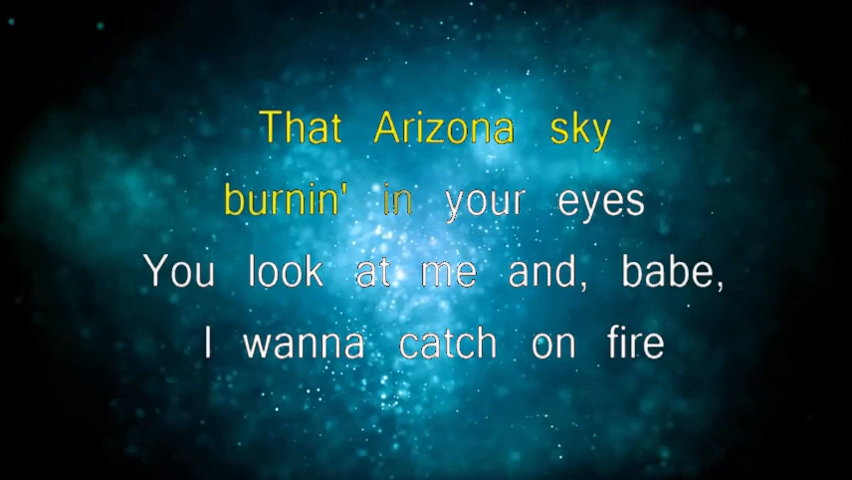 That Arizona sky
burnin' in your eyes
You look at me and, babe,
I wanna catch on fire